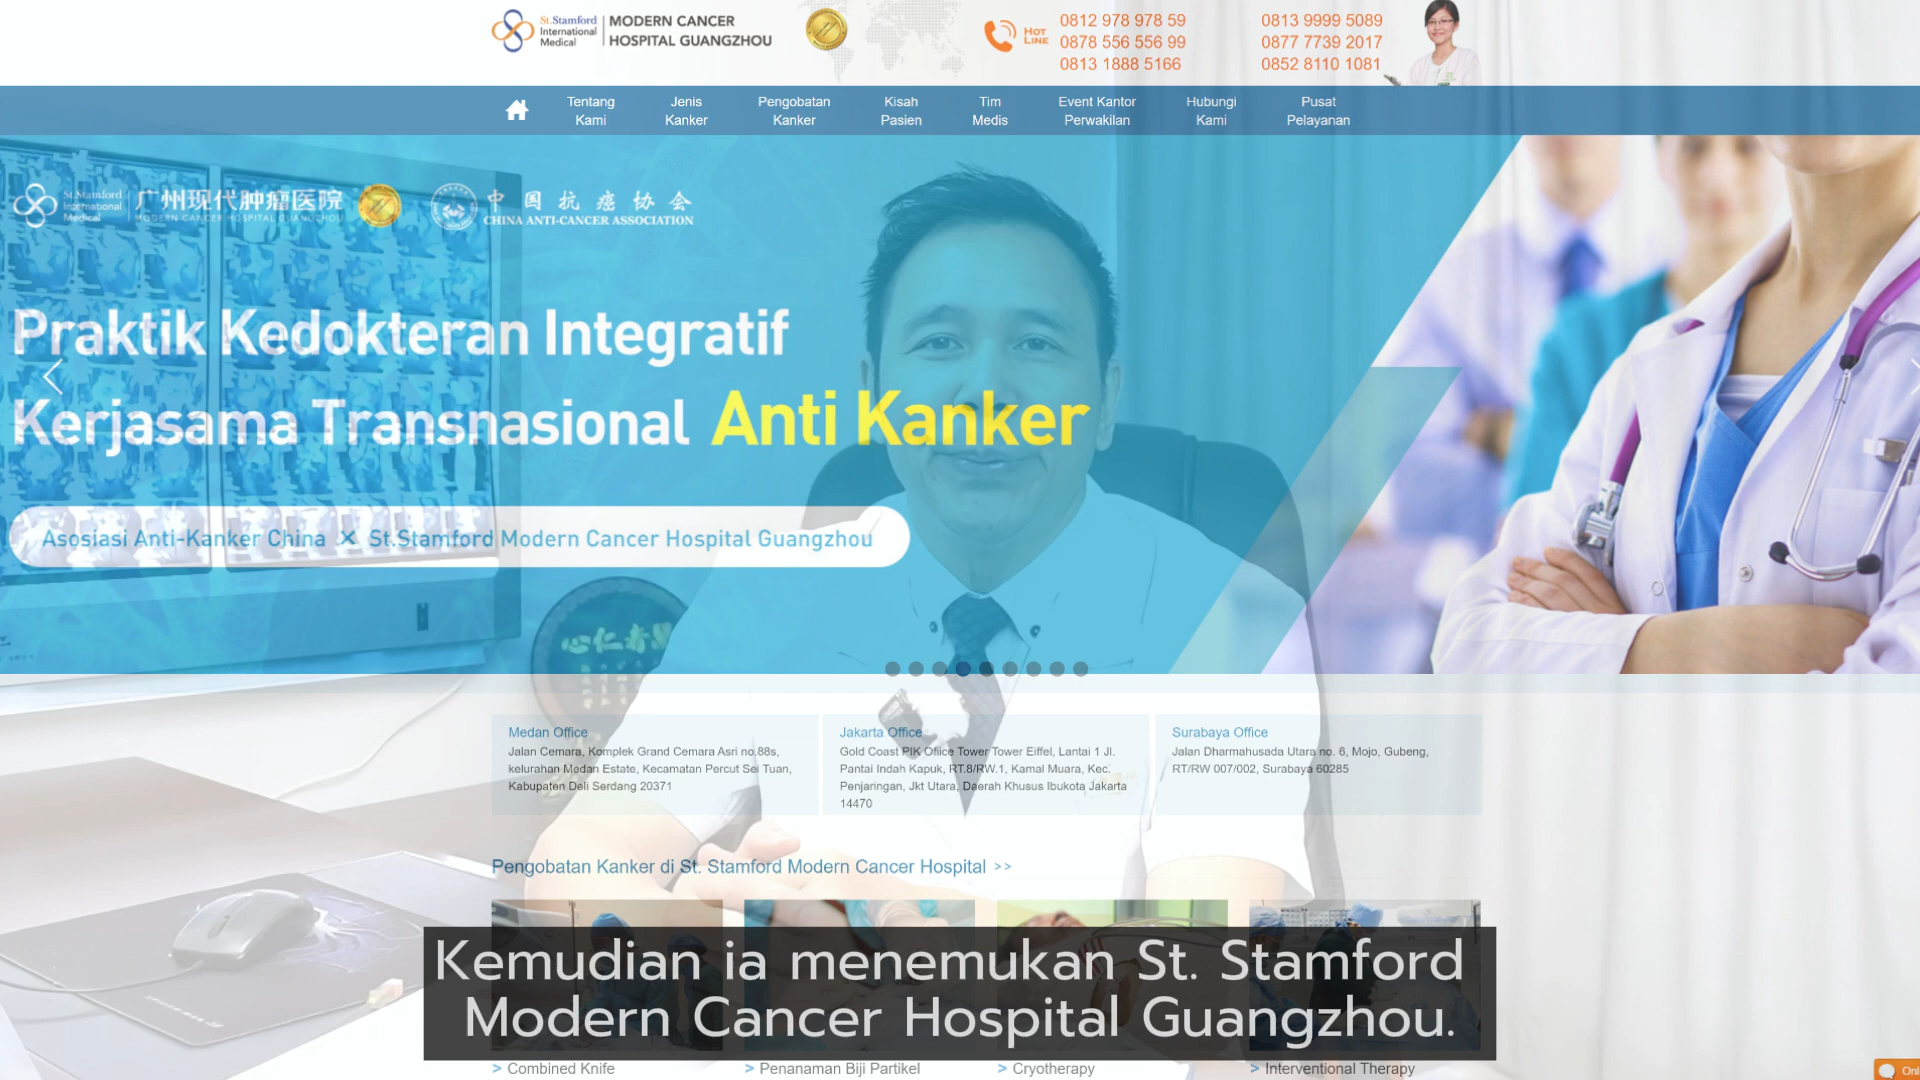 St.Stamford
International
Medical
MODERN CANCER
HOSPITAL GUANGZHOU
HOT
LINE
0812 978 978 59
0878 556 556 99
0813 1888 5166
0813 9999 5089
0877 7739 2017
0852 8110 1081
Tentang
Kami
Jenis
Kanker
Pengobatan
Kanker
Kisah
Pasien
Tim
Medis
Event Kantor
Perwakilan
Hubungi
Kami
Pusat
Pelayanan
St.Stamford
International
Medical
广州现代肿瘤医院
MODERN CANCER HOSPITAL GUANGZHOU
中国抗癌协会
CHINA ANTI-CANCER ASSOCIATION
Praktik Kedokteran Integratif
Kerjasama Transnasional Anti Kanker
Asosiasi Anti-Kanker China × St.Stamford Modern Cancer Hospital Guangzhou
Medan Office
Jalan Cemara, Komplek Grand Cemara Asri no.88s,
kelurahan Medan Estate, Kecamatan Percut Sei Tuan,
Kabupaten Deli Serdang 20371
Jakarta Office
Gold Coast PIK Office Tower Tower Eiffel, Lantai 1 Jl.
Pantai Indah Kapuk, RT.8/RW.1, Kamal Muara, Kec.
Penjaringan, Jkt Utara, Daerah Khusus Ibukota Jakarta
14470
Surabaya Office
Jalan Dharmahusada Utara no. 6, Mojo, Gubeng,
RT/RW 007/002, Surabaya 60285
Pengobatan Kanker di St. Stamford Modern Cancer Hospital >>
Kemudian ia menemukan St. Stamford
Modern Cancer Hospital Guangzhou.
> Combined Knife
> Penanaman Biji Partikel
> Cryotherapy
> Interventional Therapy